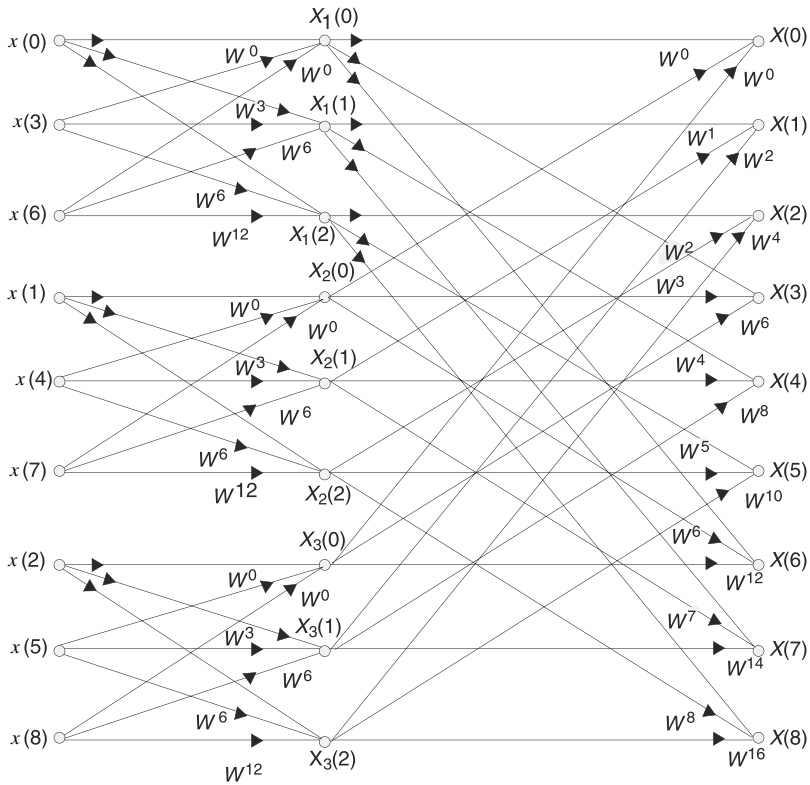 X₁(0)
x(0) X(0)
W⁰ W⁰ W⁰ W⁰
W³ X₁(1)
x(3) X(1)
W⁶ W¹ W²
W⁶
x(6) X(2)
W¹² X₁(2) W² W⁴
X₂(0)
x(1) W³ X(3)
W⁰ W⁰ W⁶
W³ X₂(1) W⁴
x(4) X(4)
W⁶ W⁸
W⁶ W⁵
x(7) X(5)
W¹² X₂(2) W¹⁰
X₃(0) W⁶
x(2) X(6)
W⁰ W⁰ W¹²
W³ X₃(1) W⁷
x(5) X(7)
W⁶ W¹⁴
W⁶ W⁸
x(8) X(8)
W¹² X₃(2) W¹⁶